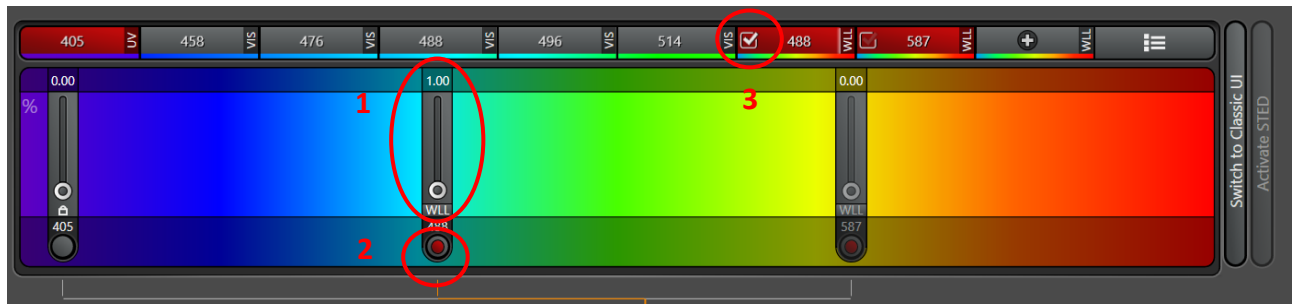 405 UV 458 VIS 476 VIS 488 VIS 496 VIS 514 VIS 488 WLL 587 WLL WLL
0.00 1.00 0.00
% 1 3
WLL WLL
405 488 587
2
Switch to Classic UI
Activate STED